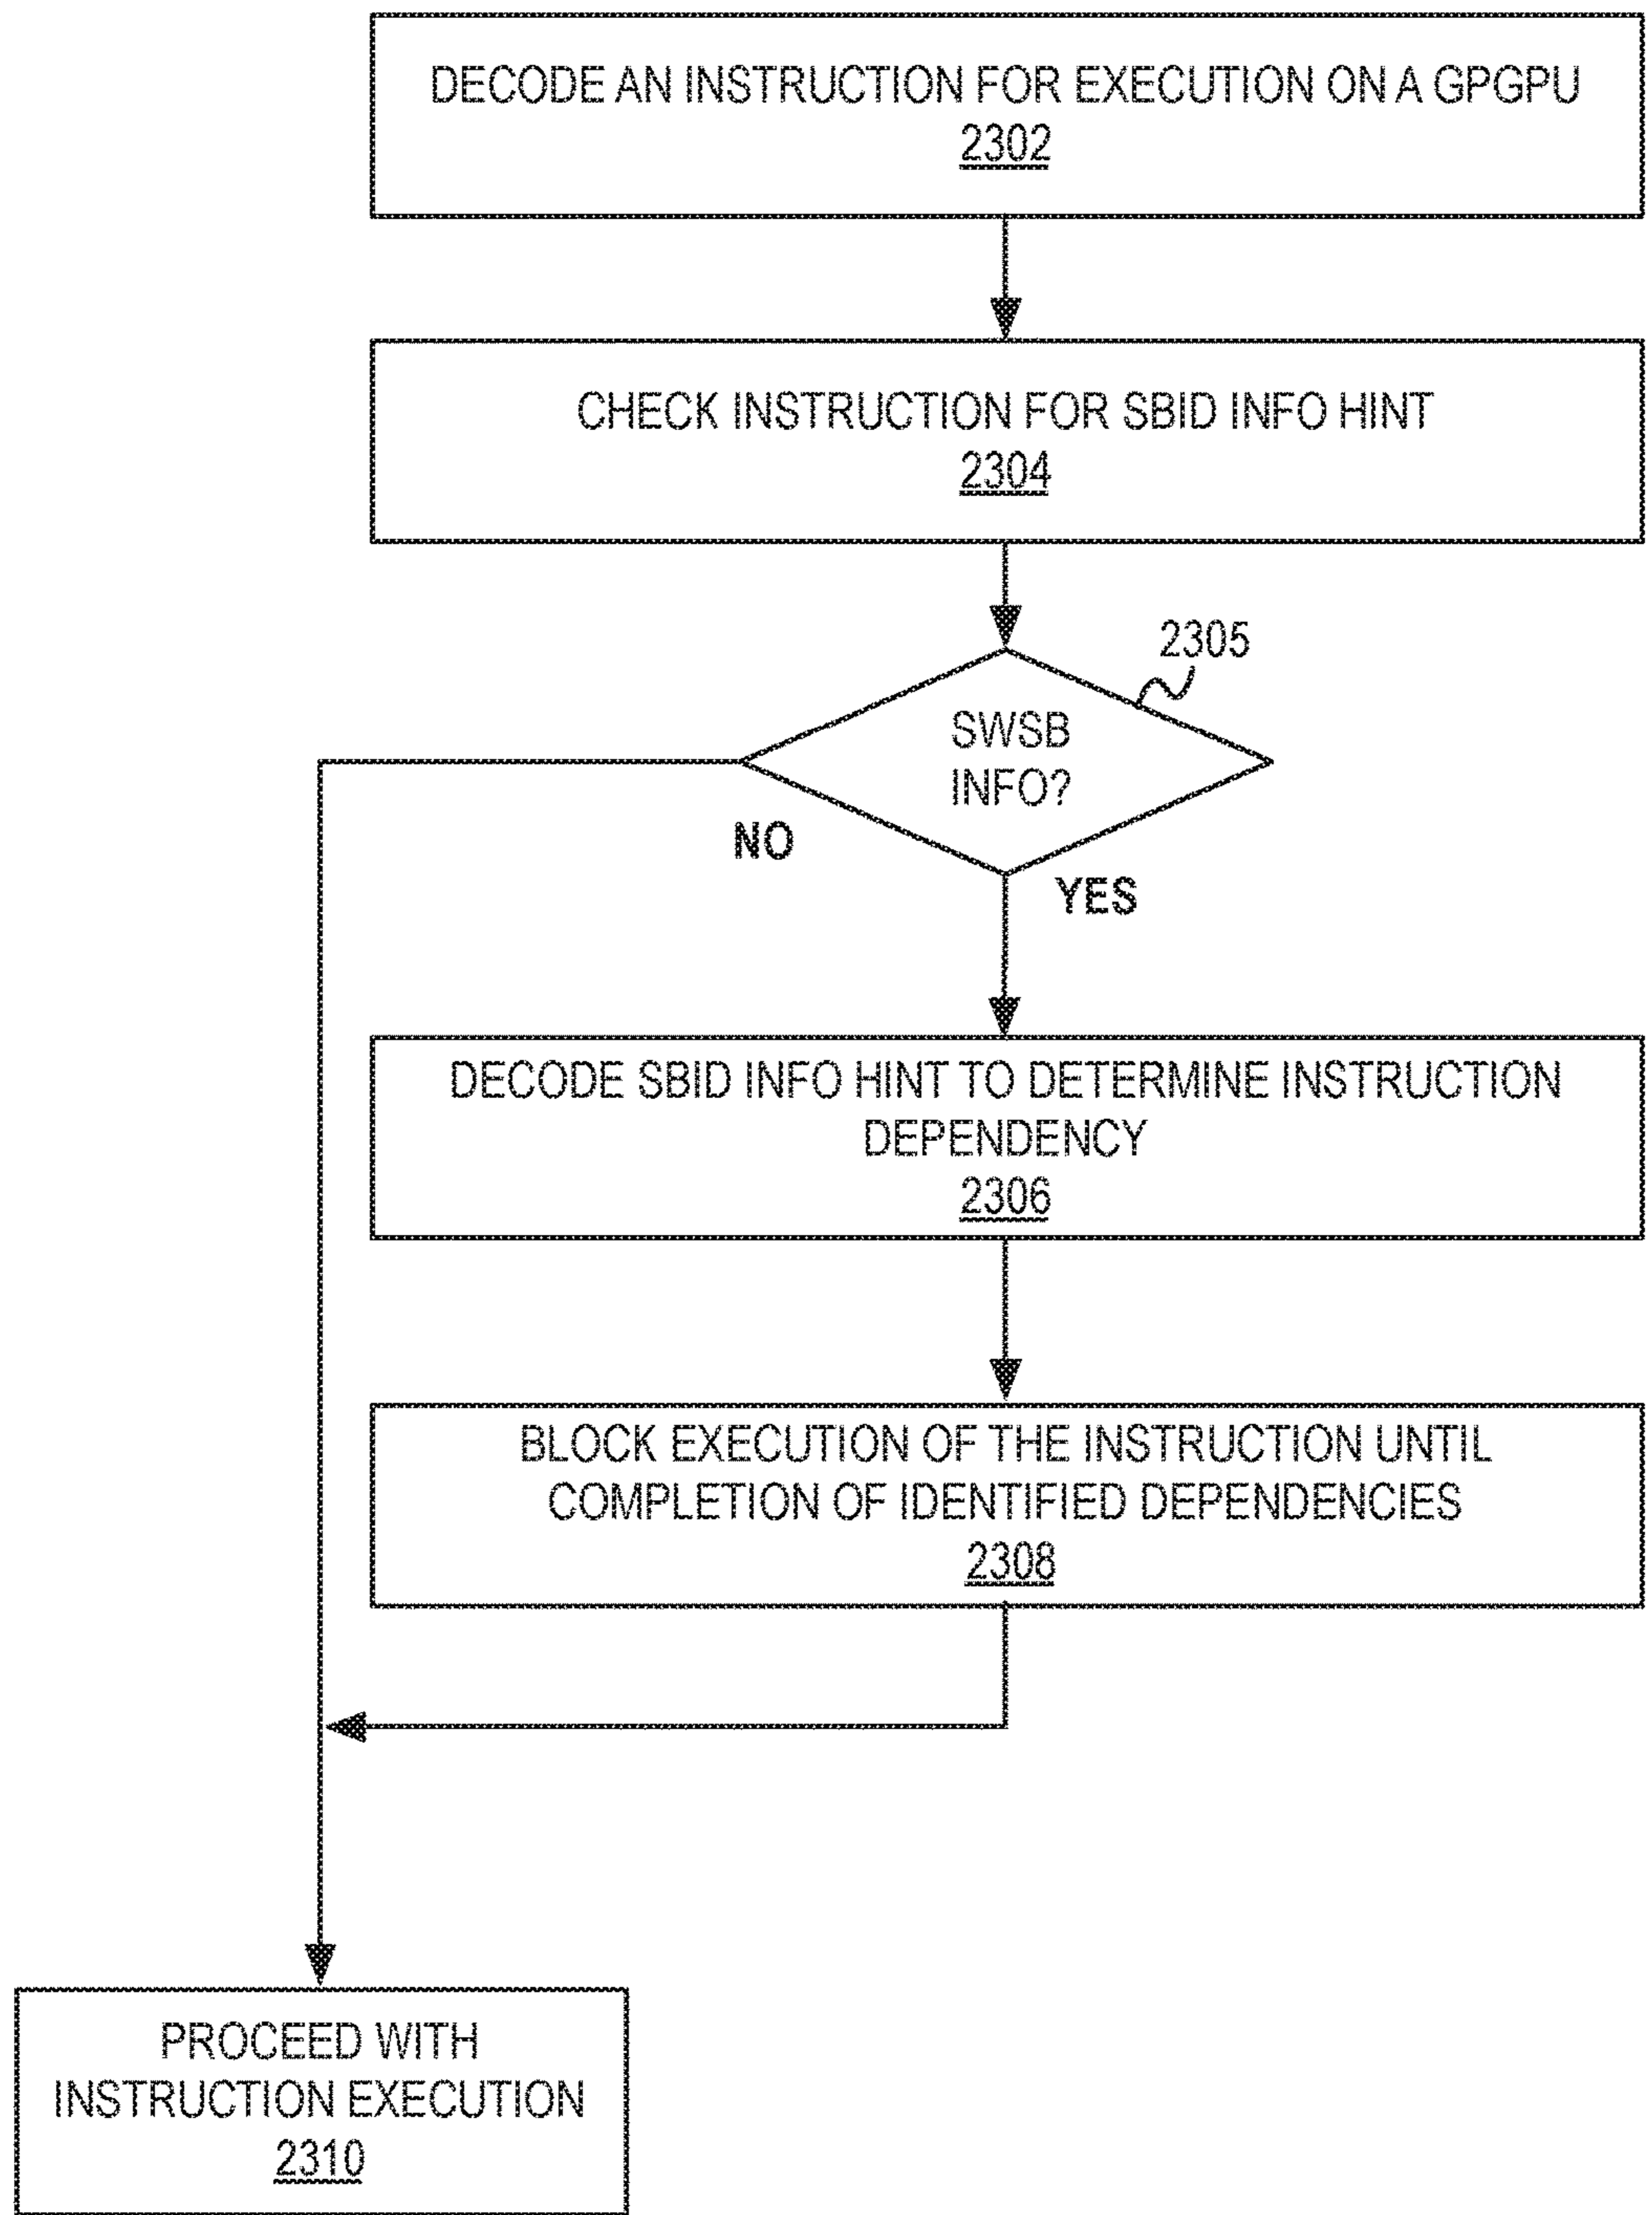 DECODE AN INSTRUCTION FOR EXECUTION ON A GPGPU
2302
CHECK INSTRUCTION FOR SBID INFO HINT
2304
2305
SWSB
INFO?
NO
YES
DECODE SBID INFO HINT TO DETERMINE INSTRUCTION
DEPENDENCY
2306
BLOCK EXECUTION OF THE INSTRUCTION UNTIL
COMPLETION OF IDENTIFIED DEPENDENCIES
2308
PROCEED WITH
INSTRUCTION EXECUTION
2310